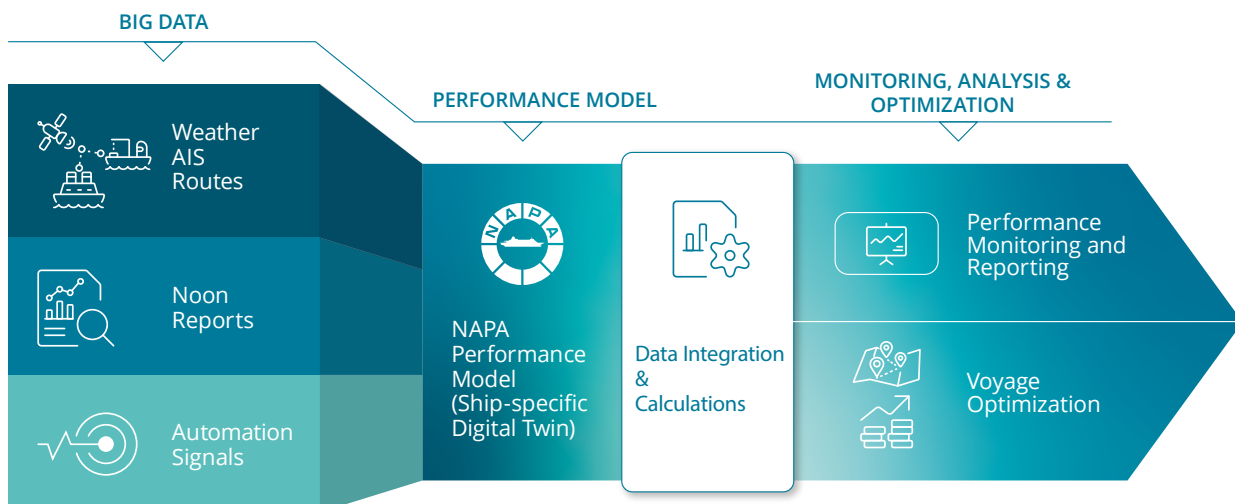 BIG DATA
Weather
AIS
Routes
Noon
Reports
Automation
Signals
PERFORMANCE MODEL
NAPA
NAPA
Performance
Model
(Ship-specific
Digital Twin)
Data Integration
&
Calculations
MONITORING, ANALYSIS &
OPTIMIZATION
Performance
Monitoring and
Reporting
Voyage
Optimization